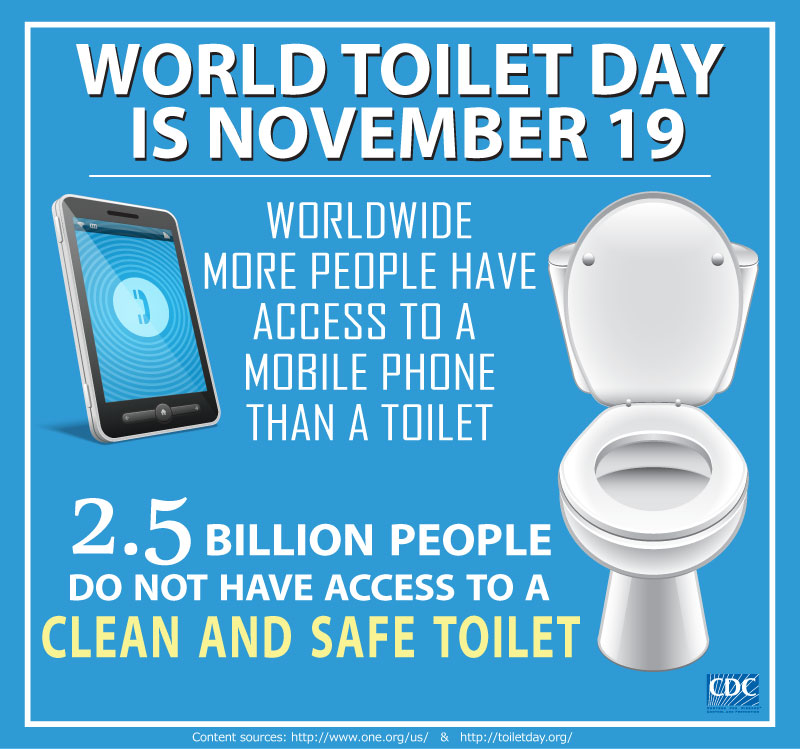 WORLD TOILET DAY
IS NOVEMBER 19
WORLDWIDE
MORE PEOPLE HAVE
ACCESS TO A
MOBILE PHONE
THAN A TOILET
2.5 BILLION PEOPLE
DO NOT HAVE ACCESS TO A
CLEAN AND SAFE TOILET
CDC
Content sources: http://www.one.org/us/ & http://toiletday.org/